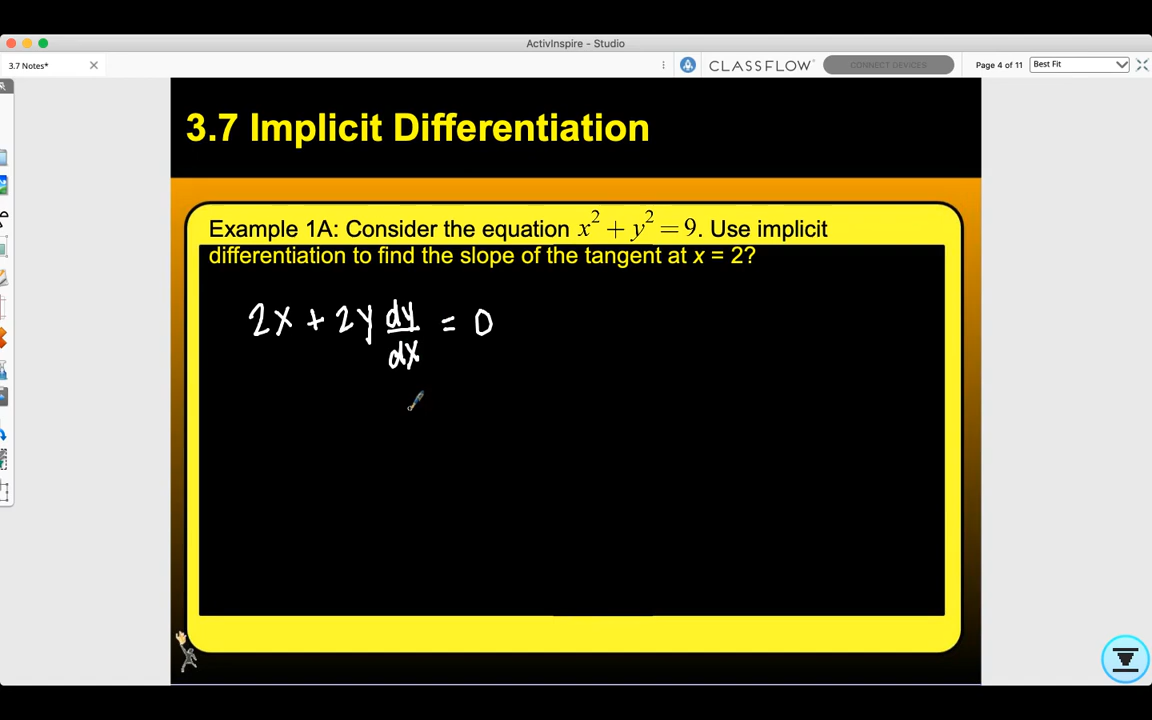 ActivInspire - Studio
3.7 Notes*
CLASSFLOW
CONNECT DEVICES
Page 4 of 11
Best Fit
3.7 Implicit Differentiation
Example 1A: Consider the equation x² + y² = 9. Use implicit
differentiation to find the slope of the tangent at x = 2?
2x + 2y dy/dx = 0